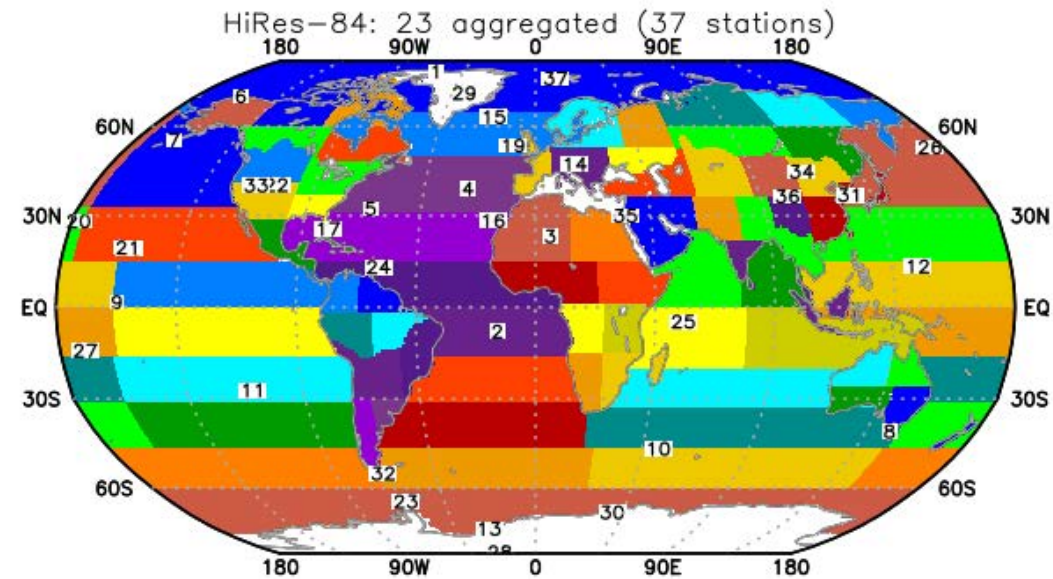 HiRes-84: 23 aggregated (37 stations)
180 90W 0 90E 180
1 37
29
6
15
60N 60N
7 19 26
14
34
33 22 4 36 31
5
30N 20 17 16 35 30N
21 3
24 12
EQ 9 EQ
2 25
27
11
30S 30S
8
10
32
60S 60S
23
30
13
28
180 90W 0 90E 180